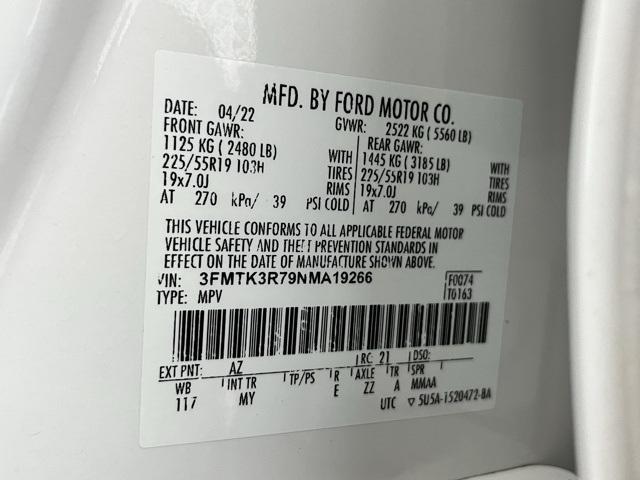 MFD. BY FORD MOTOR CO.
DATE: 04/22 GVWR: 2522 KG ( 5560 LB)
FRONT GAWR: REAR GAWR:
1125 KG ( 2480 LB) WITH 1445 KG ( 3185 LB) WITH
225/55R19 103H TIRES 225/55R19 103H TIRES
19x7.0J RIMS 19x7.0J RIMS
AT 270 kPa/ 39 PSI COLD AT 270 kPa/ 39 PSI COLD
THIS VEHICLE CONFORMS TO ALL APPLICABLE FEDERAL MOTOR
VEHICLE SAFETY AND THEFT PREVENTION STANDARDS IN
EFFECT ON THE DATE OF MANUFACTURE SHOWN ABOVE.
VIN: 3FMTK3R79NMA19266 F0074
TYPE: MPV T0163
EXT PNT: AZ RC: 21 DSO:
WB INT TR TP/PS R AXLE TR SPR
117 MY E ZZ A MMAA
UTC ▽ 5U5A-1520472-BA